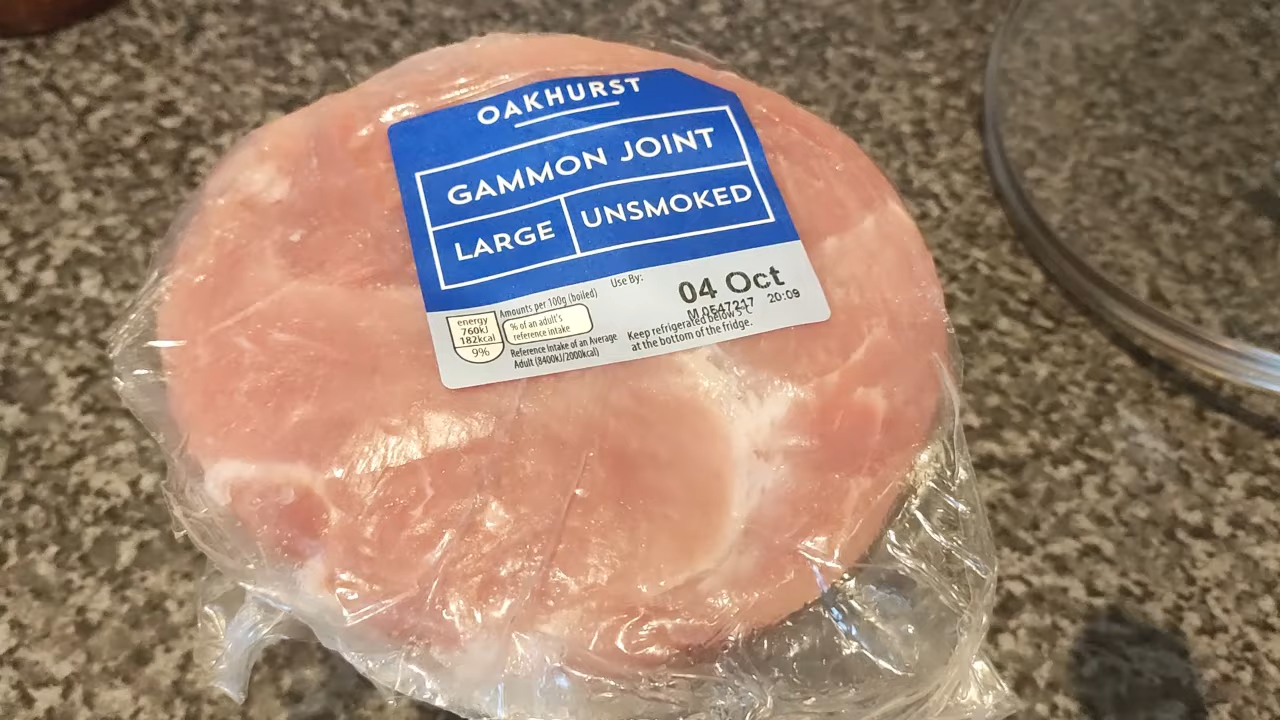 OAKHURST
GAMMON JOINT
LARGE UNSMOKED
Use By:
04 Oct
M 0547217 20:09
Keep refrigerated below 5°C
at the bottom of the fridge.
Amounts per 100g (boiled)
energy
760kJ
182kcal
9%
% of an adult's
reference intake
Reference Intake of an Average
Adult (8400kJ/2000kcal)